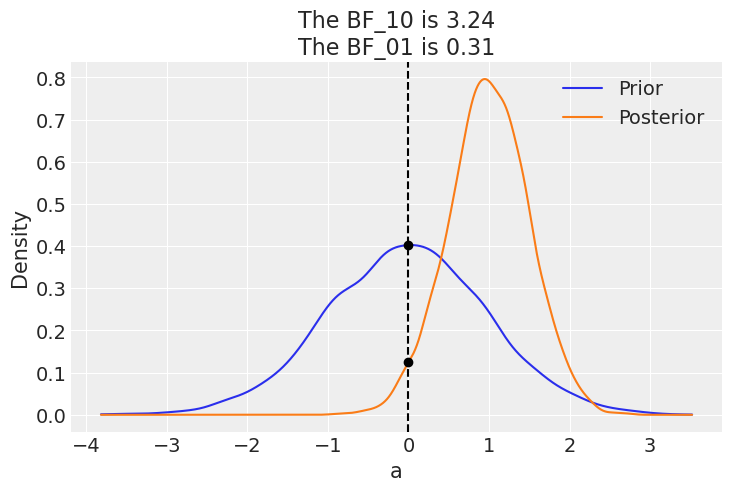 The BF_10 is 3.24
The BF_01 is 0.31
Prior
Posterior
Density
0.8
0.7
0.6
0.5
0.4
0.3
0.2
0.1
0.0
−4 −3 −2 −1 0 1 2 3
a